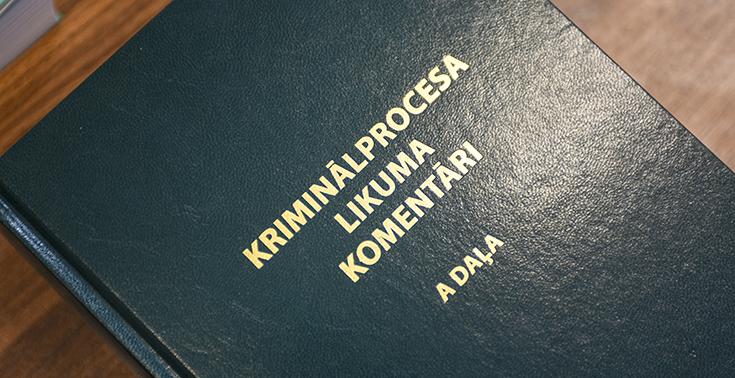 KRIMINĀLPROCESA
LIKUMA
KOMENTĀRI
A DAĻA